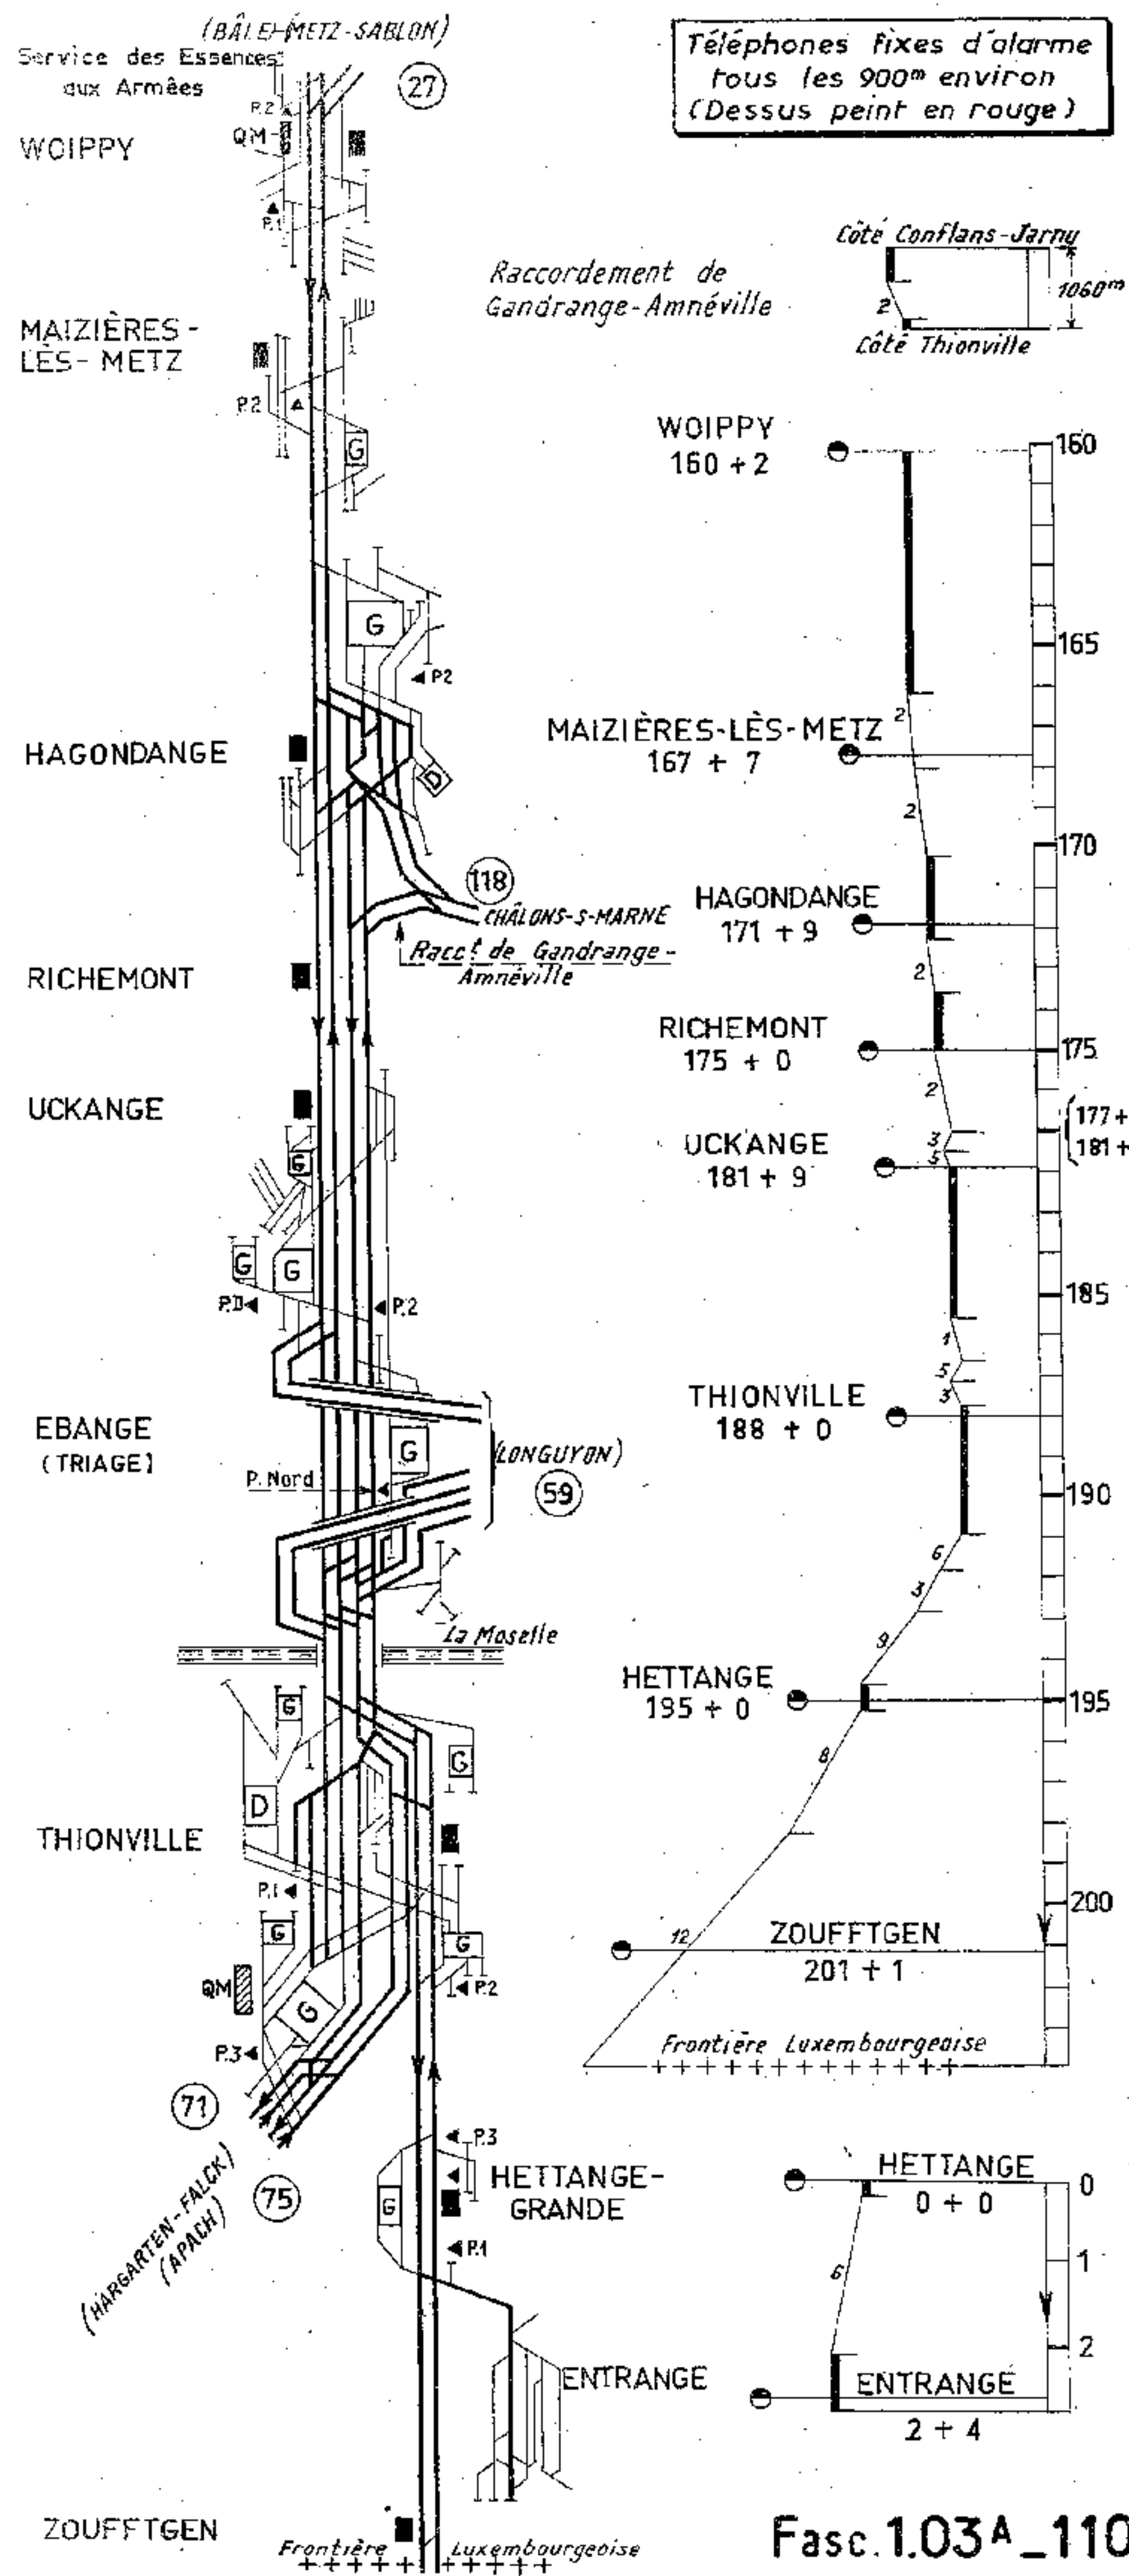 (BÂLE)-METZ-SABLON)
Service des Essences
aux Armées
27
P.2
QM
WOIPPY
P.1
MAIZIÈRES-
LÈS-METZ
P.2
G
G
P2
HAGONDANGE
D
118
CHÂLONS-S-MARNE
Racct de Gandrange-
Amnéville
RICHEMONT
UCKANGE
G
G
G
P.2
EBANGE
(TRIAGE)
G
P. Nord
(LONGUYON)
59
La Moselle
G
G
D
THIONVILLE
P.1
G
G
QM
G
P.2
P.3
71
75
(HARGARTEN-FALCK)
(APACH)
P.3
HETTANGE-
GRANDE
G
P.1
ENTRANGE
ZOUFFTGEN
Frontière Luxembourgeoise
Téléphones fixes d'alarme
tous les 900m environ
(Dessus peint en rouge)
Raccordement de
Gandrange-Amnéville
Côté Conflans-Jarny
2
1060m
Côté Thionville
WOIPPY
160 + 2
160
165
2
MAIZIÈRES-LÈS-METZ
167 + 7
2
170
HAGONDANGE
171 + 9
2
RICHEMONT
175 + 0
175
2
(177+
181+
3
5
UCKANGE
181 + 9
185
1
5
3
THIONVILLE
188 + 0
190
6
3
9
HETTANGE
195 + 0
195
8
200
12
ZOUFFTGEN
201 + 1
Frontière Luxembourgeoise
HETTANGE
0 + 0
0
1
6
2
ENTRANGE
2 + 4
Fasc.1.03A_110